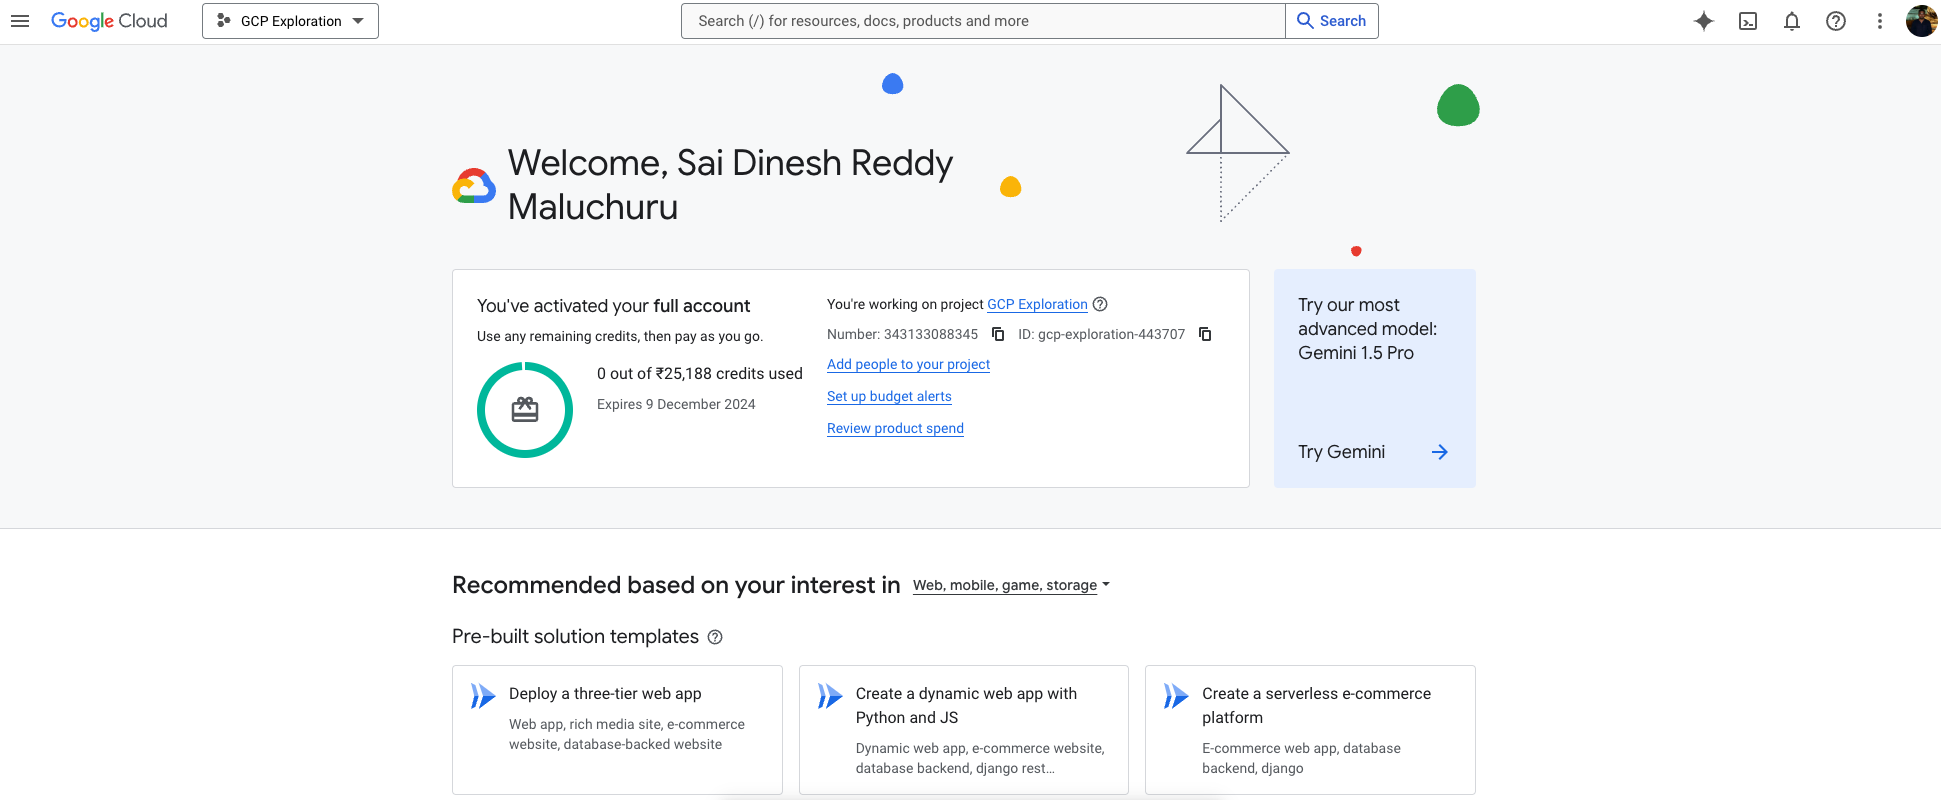 Google Cloud
GCP Exploration
Search (/) for resources, docs, products and more
Search
Welcome, Sai Dinesh Reddy
Maluchuru
You've activated your full account
Use any remaining credits, then pay as you go.
0 out of ₹25,188 credits used
Expires 9 December 2024
You're working on project GCP Exploration
Number: 343133088345 ID: gcp-exploration-443707
Add people to your project
Set up budget alerts
Review product spend
Try our most
advanced model:
Gemini 1.5 Pro
Try Gemini
Recommended based on your interest in Web, mobile, game, storage
Pre-built solution templates
Deploy a three-tier web app
Web app, rich media site, e-commerce
website, database-backed website
Create a dynamic web app with
Python and JS
Dynamic web app, e-commerce website,
database backend, django rest…
Create a serverless e-commerce
platform
E-commerce web app, database
backend, django